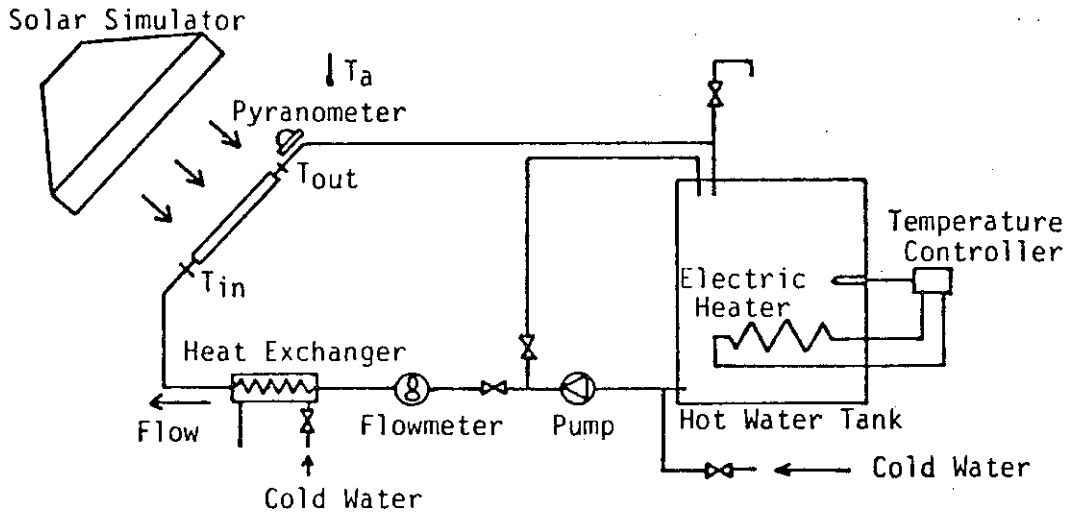 Solar Simulator
Ta
Pyranometer
Tout
Tin
Temperature
Controller
Electric
Heater
Heat Exchanger
Flow
Flowmeter
Pump
Hot Water Tank
Cold Water
Cold Water